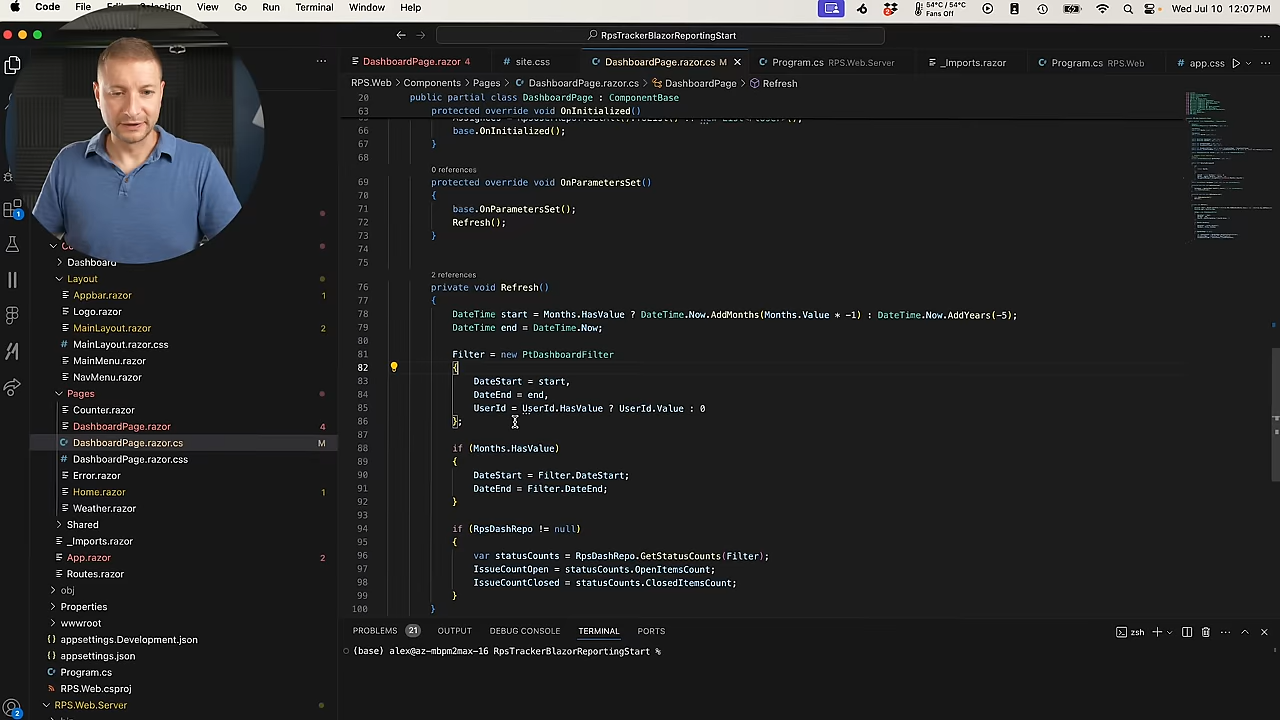 Code File Edit Selection View Go Run Terminal Window Help
54°C / 54°C
Fans Off
Wed Jul 10 12:07 PM
RpsTrackerBlazorReportingStart
DashboardPage.razor 4
site.css
DashboardPage.razor.cs M
Program.cs RPS.Web.Server
_Imports.razor
Program.cs RPS.Web
app.css
RPS.Web > Components > Pages > DashboardPage.razor.cs > DashboardPage > Refresh
20 public partial class DashboardPage : ComponentBase
63 protected override void OnInitialized()
66 base.OnInitialized();
67 }
68
0 references
69 protected override void OnParametersSet()
70 {
71 base.OnParametersSet();
72 Refresh();
73 }
74
75
2 references
76 private void Refresh()
77 {
78 DateTime start = Months.HasValue ? DateTime.Now.AddMonths(Months.Value * -1) : DateTime.Now.AddYears(-5);
79 DateTime end = DateTime.Now;
80
81 Filter = new PtDashboardFilter
82 {
83 DateStart = start,
84 DateEnd = end,
85 UserId = UserId.HasValue ? UserId.Value : 0
86 };
87
88 if (Months.HasValue)
89 {
90 DateStart = Filter.DateStart;
91 DateEnd = Filter.DateEnd;
92 }
93
94 if (RpsDashRepo != null)
95 {
96 var statusCounts = RpsDashRepo.GetStatusCounts(Filter);
97 IssueCountOpen = statusCounts.OpenItemsCount;
98 IssueCountClosed = statusCounts.ClosedItemsCount;
99 }
100 }
Dashboard
Layout
Appbar.razor 1
Logo.razor
MainLayout.razor 2
MainLayout.razor.css
MainMenu.razor
NavMenu.razor
Pages
Counter.razor
DashboardPage.razor 4
DashboardPage.razor.cs M
DashboardPage.razor.css
Error.razor
Home.razor 1
Weather.razor
Shared
_Imports.razor
App.razor 2
Routes.razor
obj
Properties
wwwroot
appsettings.Development.json
appsettings.json
Program.cs
RPS.Web.csproj
RPS.Web.Server
1
2
PROBLEMS 21 OUTPUT DEBUG CONSOLE TERMINAL PORTS
zsh
(base) alex@az-mbpm2max-16 RpsTrackerBlazorReportingStart %